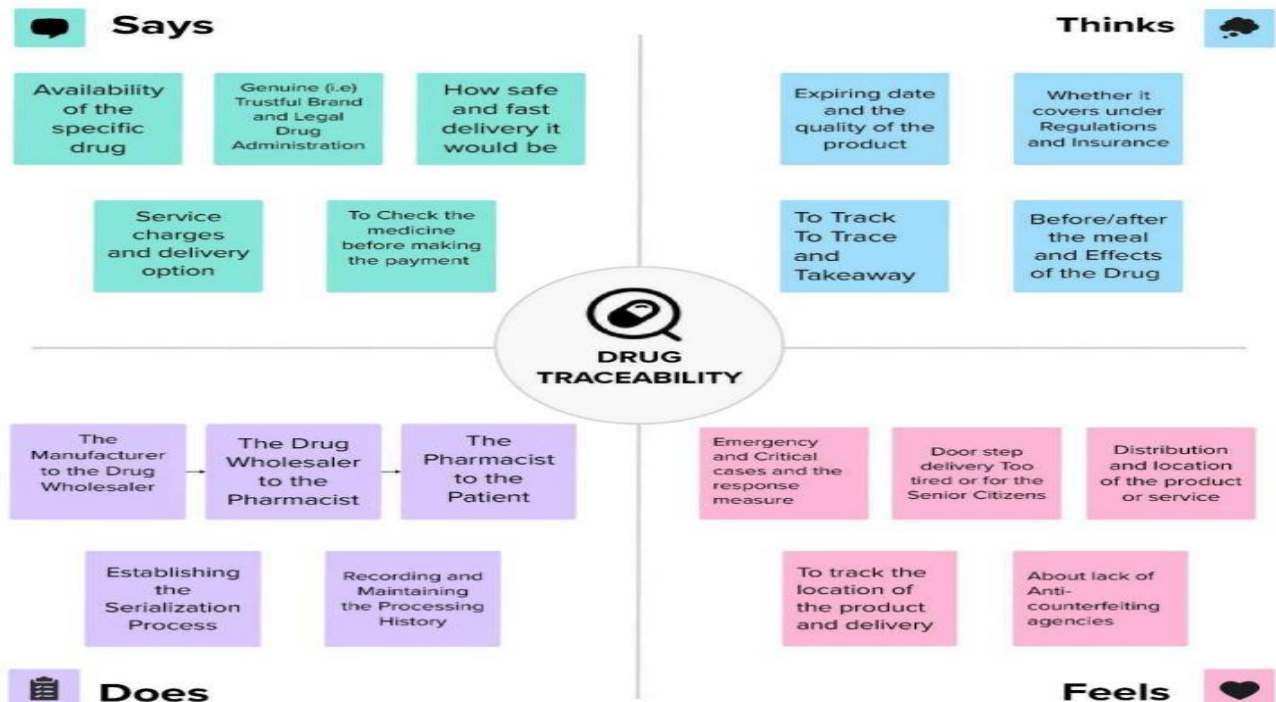 Says
Availability
of the
specific
drug
Genuine (i.e)
Trustful Brand
and Legal
Drug
Administration
How safe
and fast
delivery it
would be
Service
charges
and delivery
option
To Check the
medicine
before making
the payment
Thinks
Expiring date
and the
quality of the
product
Whether it
covers under
Regulations
and Insurance
To Track
To Trace
and
Takeaway
Before/after
the meal
and Effects
of the Drug
DRUG
TRACEABILITY
The
Manufacturer
to the Drug
Wholesaler
The Drug
Wholesaler
to the
Pharmacist
The
Pharmacist
to the
Patient
Establishing
the
Serialization
Process
Recording and
Maintaining
the Processing
History
Does
Emergency
and Critical
cases and the
response
measure
Door step
delivery Too
tired or for the
Senior Citizens
Distribution
and location
of the product
or service
To track the
location of
the product
and delivery
About lack of
Anti-
counterfeiting
agencies
Feels